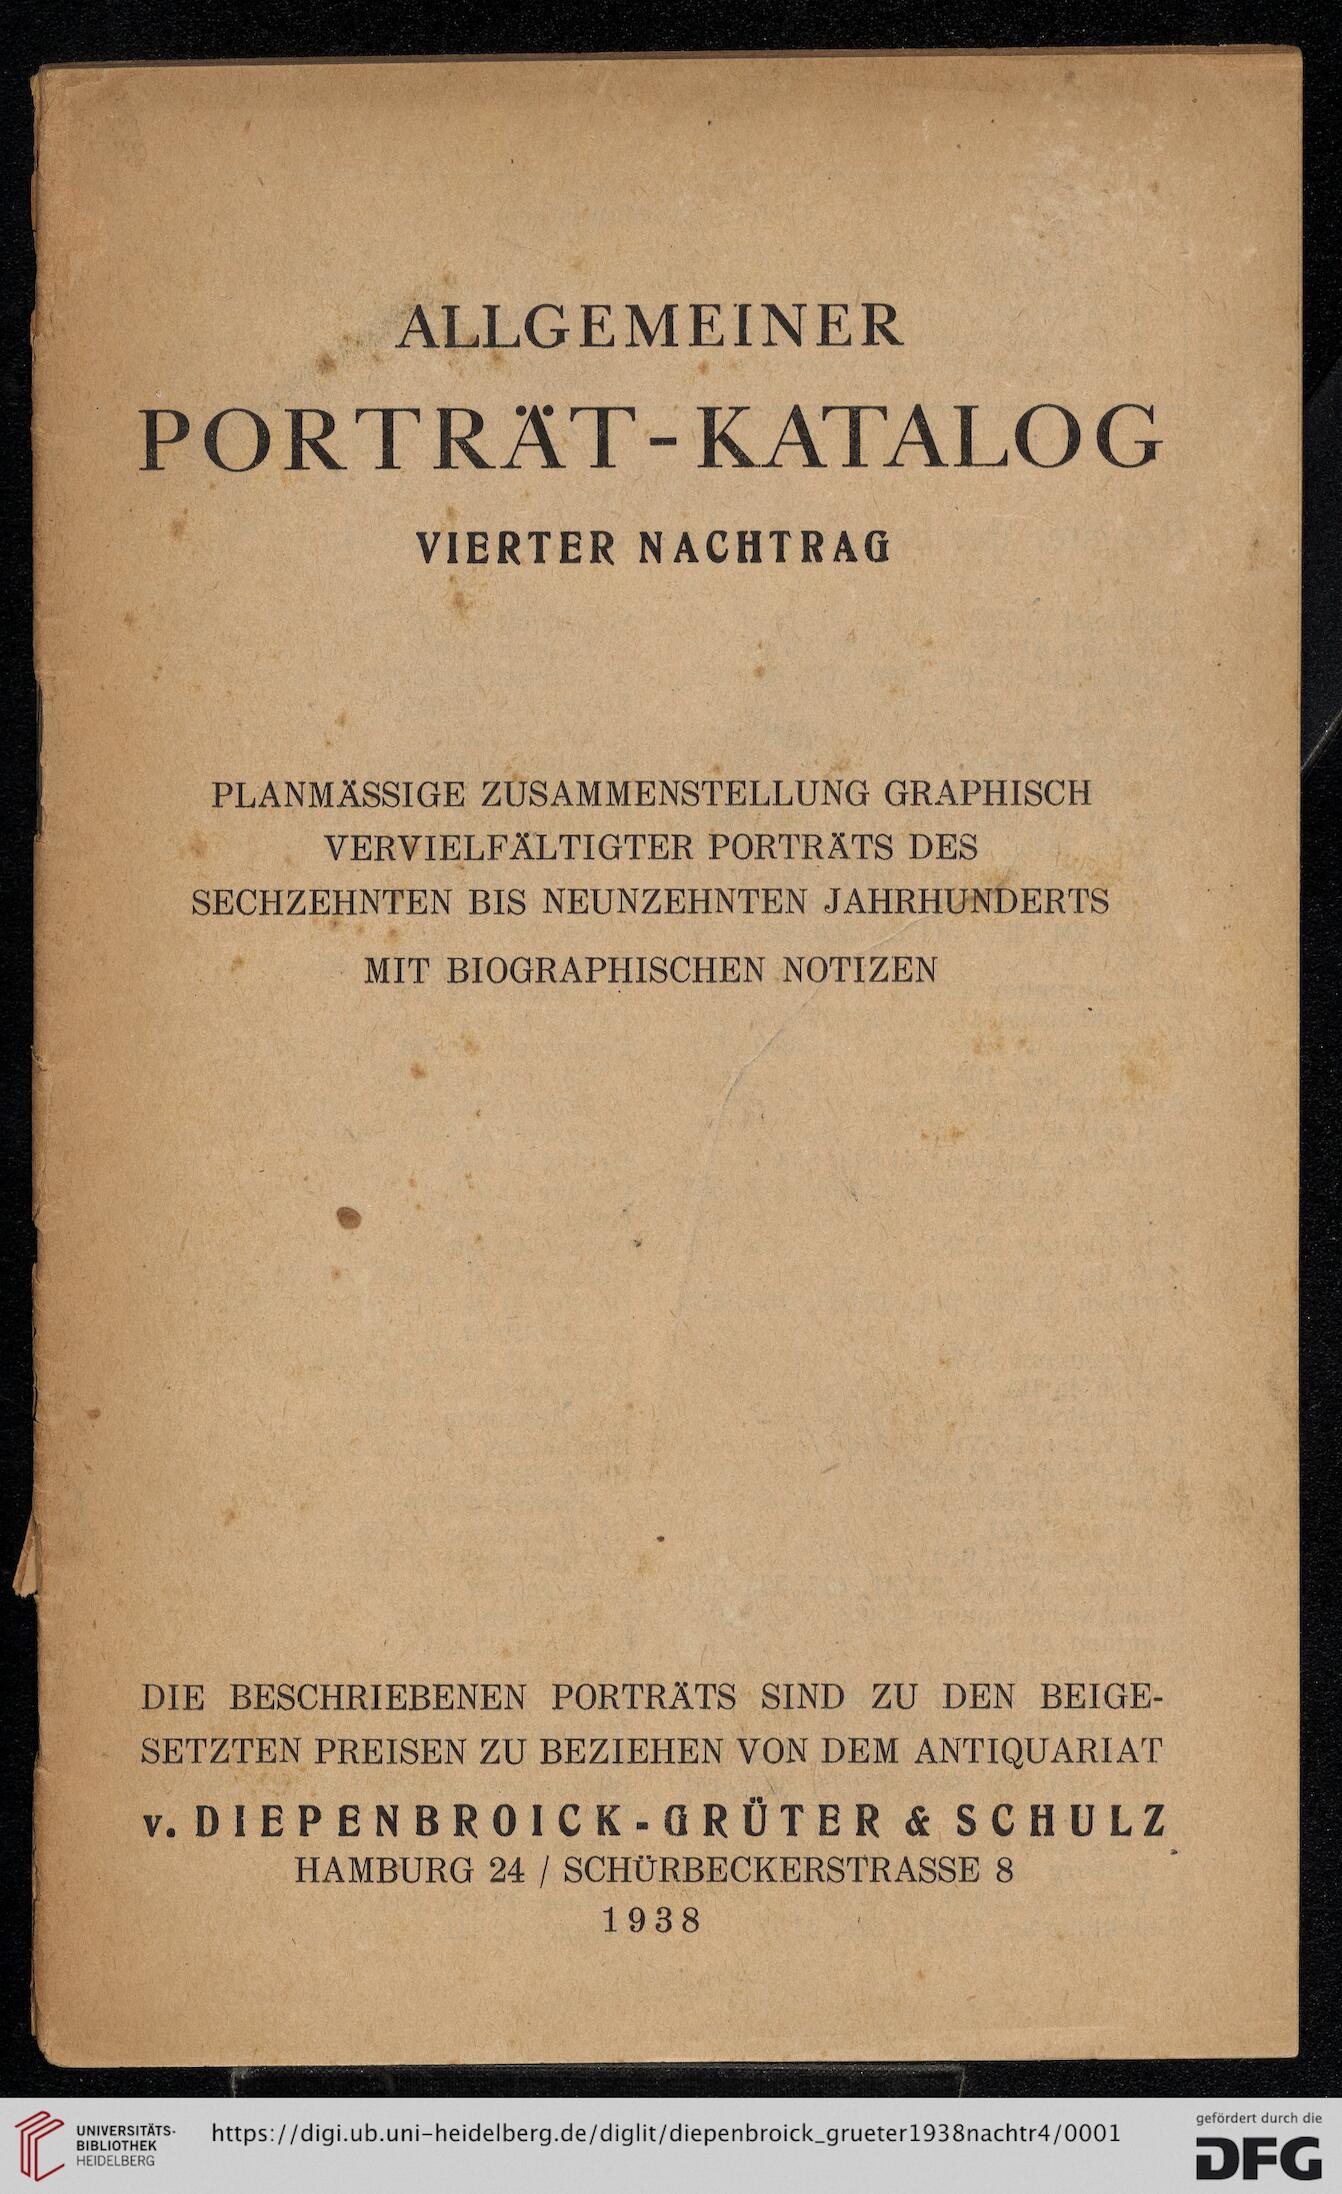 ALLGEMEINER
PORTRÄT-KATALOG
VIERTER NACHTRAG
PLANMÄSSIGE ZUSAMMENSTELLUNG GRAPHISCH
VERVIELFÄLTIGTER PORTRÄTS DES
SECHZEHNTEN BIS NEUNZEHNTEN JAHRHUNDERTS
MIT BIOGRAPHISCHEN NOTIZEN
DIE BESCHRIEBENEN PORTRÄTS SIND ZU DEN BEIGE-
SETZTEN PREISEN ZU BEZIEHEN VON DEM ANTIQUARIAT
v. DIEPENBROICK-GRÜTER & SCHULZ
HAMBURG 24 / SCHÜRBECKERSTRASSE 8
1938
UNIVERSITÄTS-
BIBLIOTHEK
HEIDELBERG
https://digi.ub.uni-heidelberg.de/diglit/diepenbroick_grueter1938nachtr4/0001
gefördert durch die
DFG